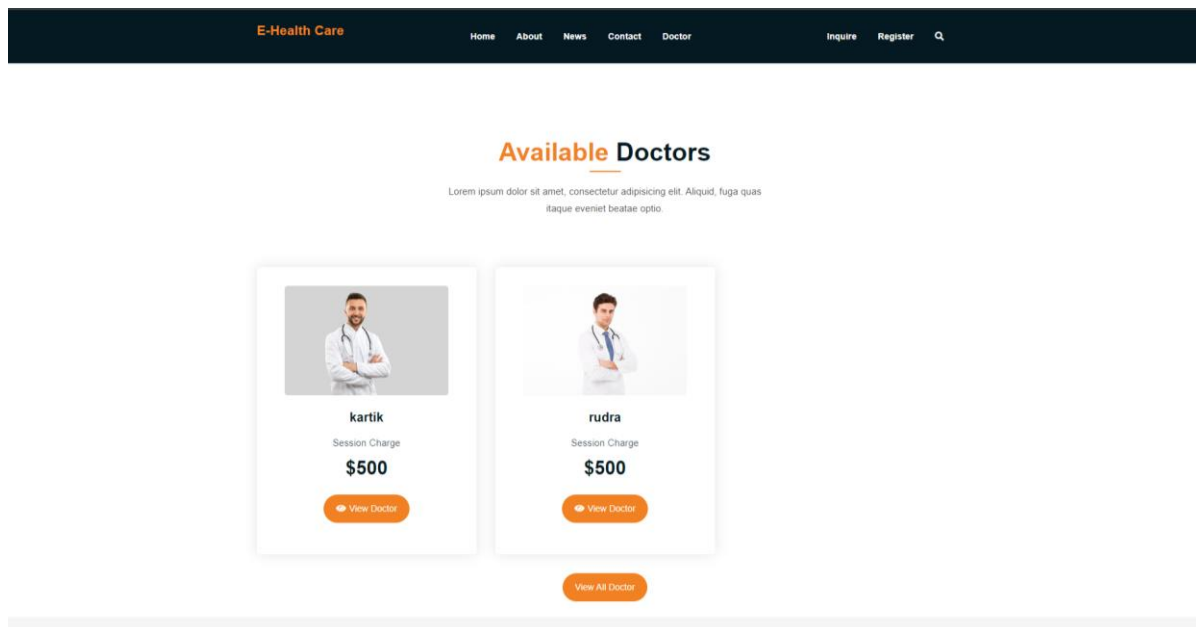 E-Health Care
Home About News Contact Doctor
Inquire Register
Available Doctors
Lorem ipsum dolor sit amet, consectetur adipisicing elit. Aliquid, fuga quas
itaque eveniet beatae optio.
kartik
Session Charge
$500
View Doctor
rudra
Session Charge
$500
View Doctor
View All Doctor